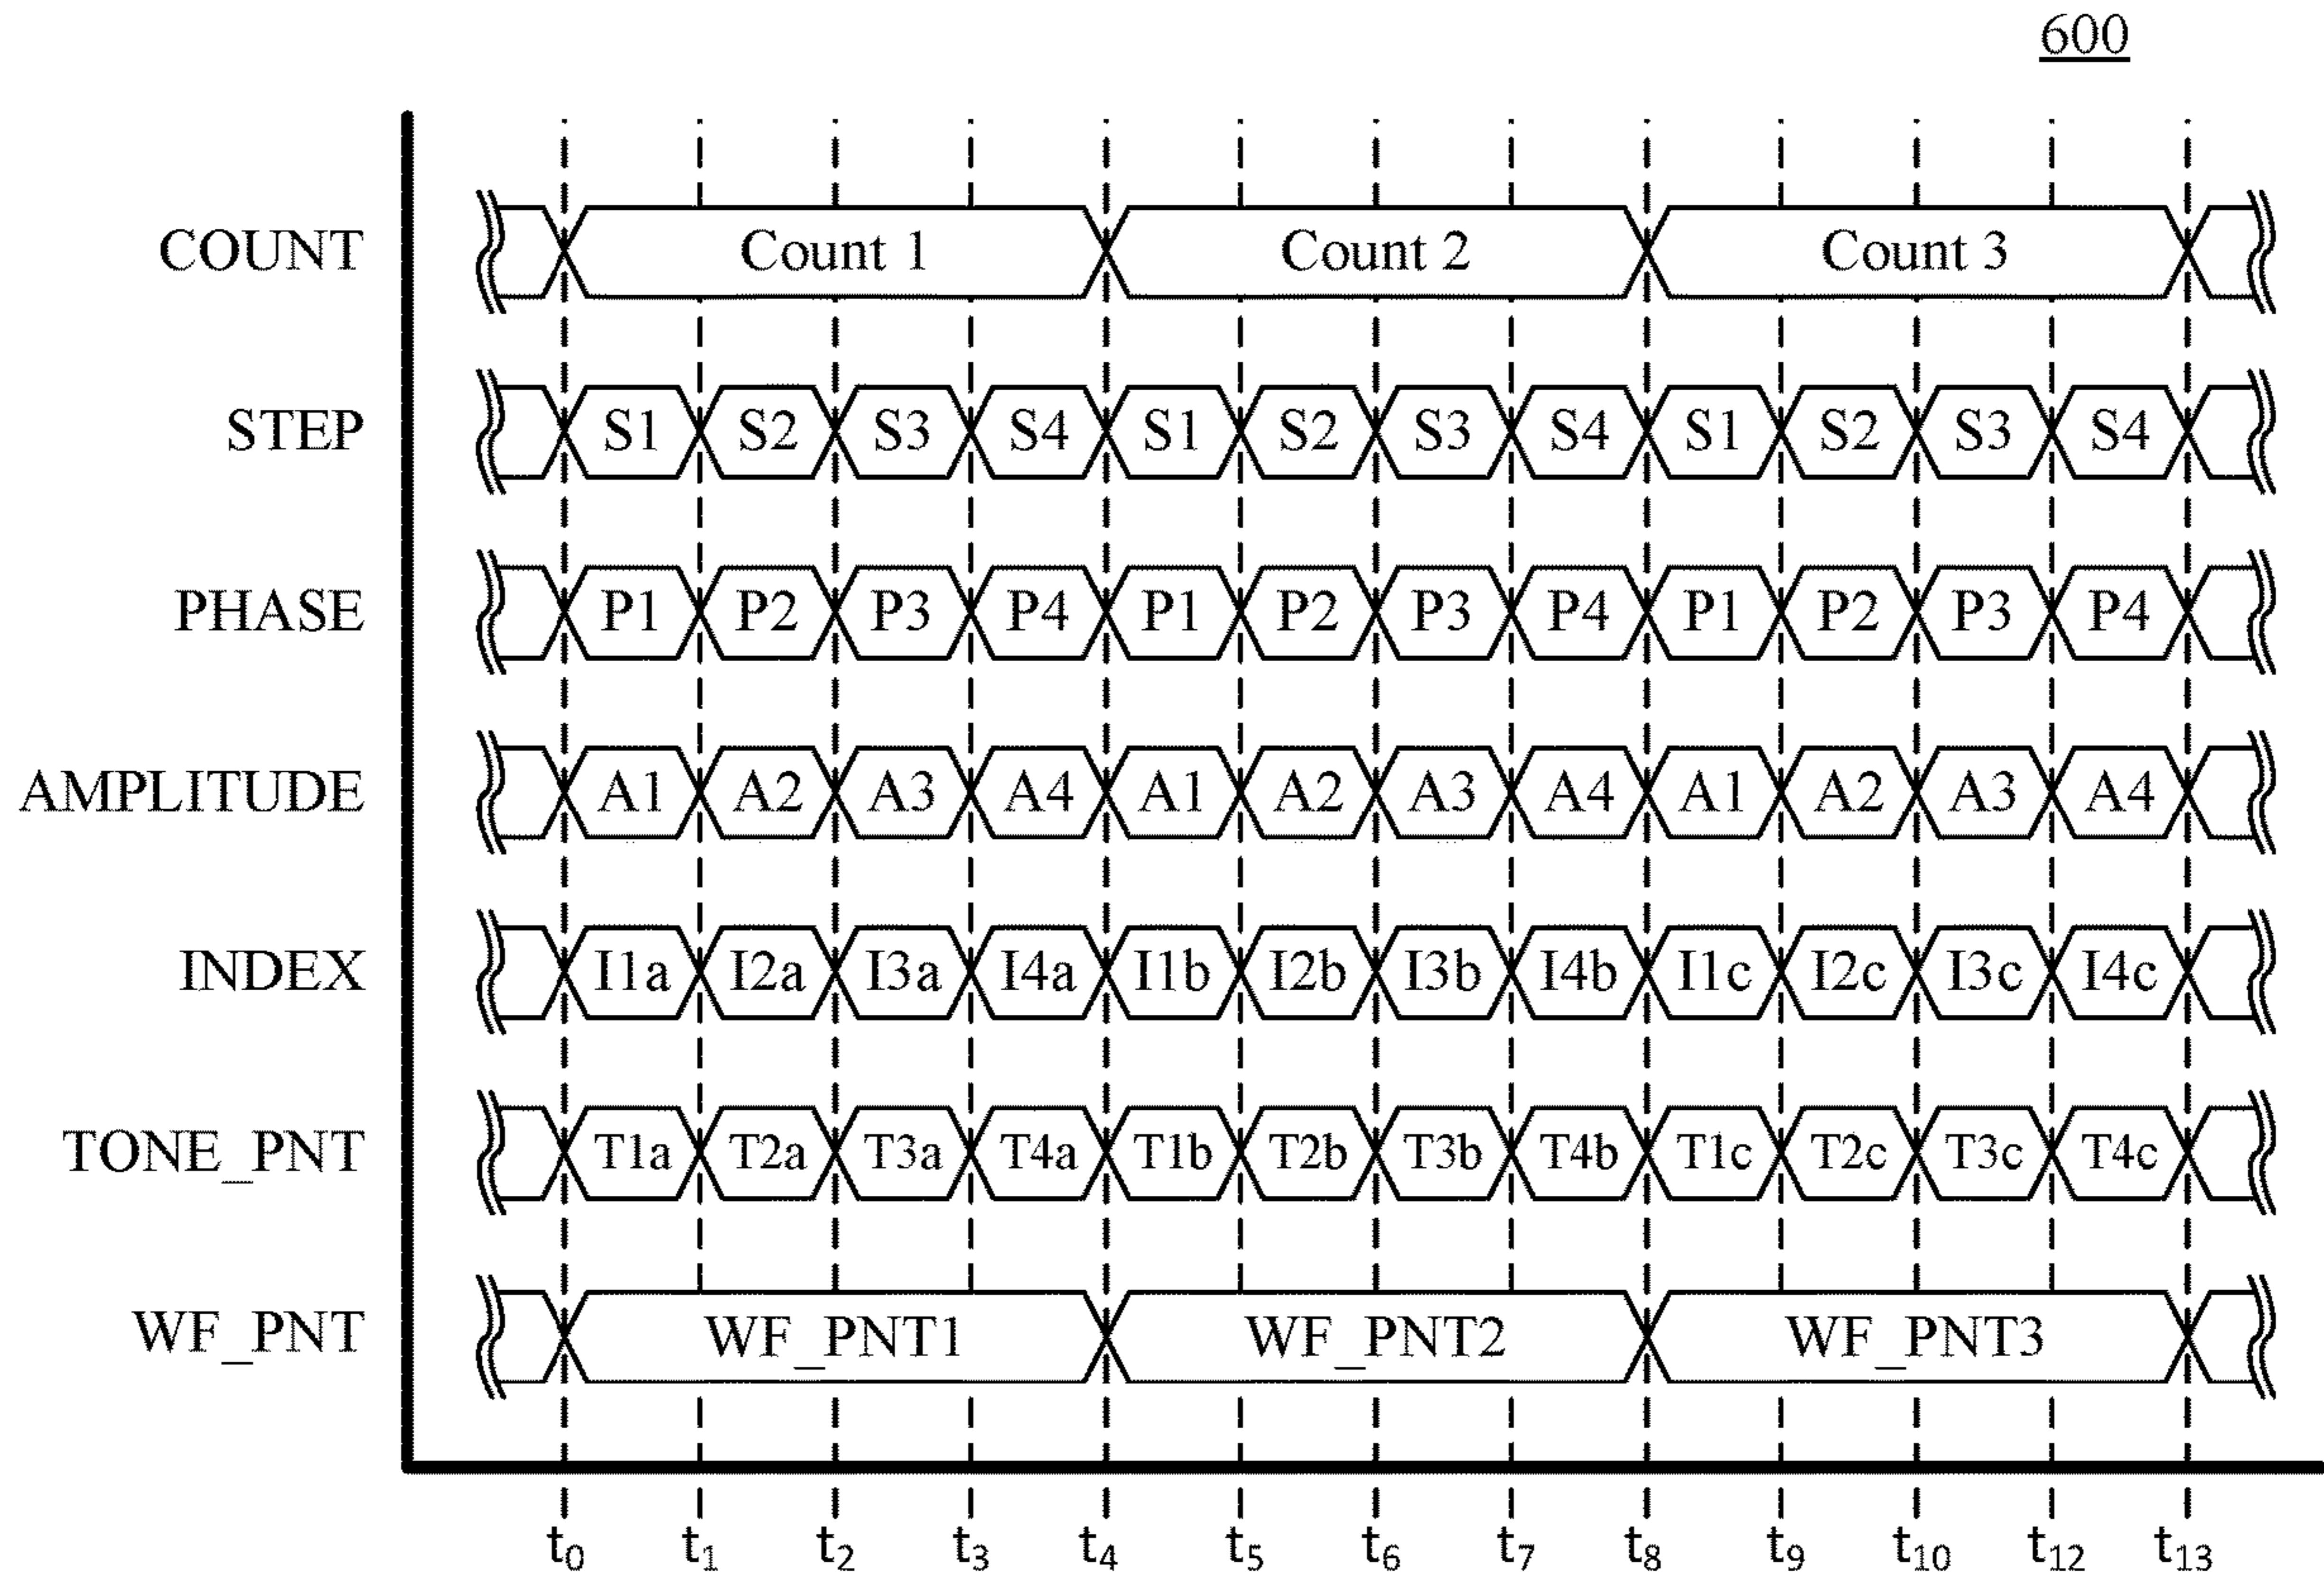 600
COUNT Count 1 Count 2 Count 3
STEP S1 S2 S3 S4 S1 S2 S3 S4 S1 S2 S3 S4
PHASE P1 P2 P3 P4 P1 P2 P3 P4 P1 P2 P3 P4
AMPLITUDE A1 A2 A3 A4 A1 A2 A3 A4 A1 A2 A3 A4
INDEX I1a I2a I3a I4a I1b I2b I3b I4b I1c I2c I3c I4c
TONE_PNT T1a T2a T3a T4a T1b T2b T3b T4b T1c T2c T3c T4c
WF_PNT WF_PNT1 WF_PNT2 WF_PNT3
t0 t1 t2 t3 t4 t5 t6 t7 t8 t9 t10 t12 t13